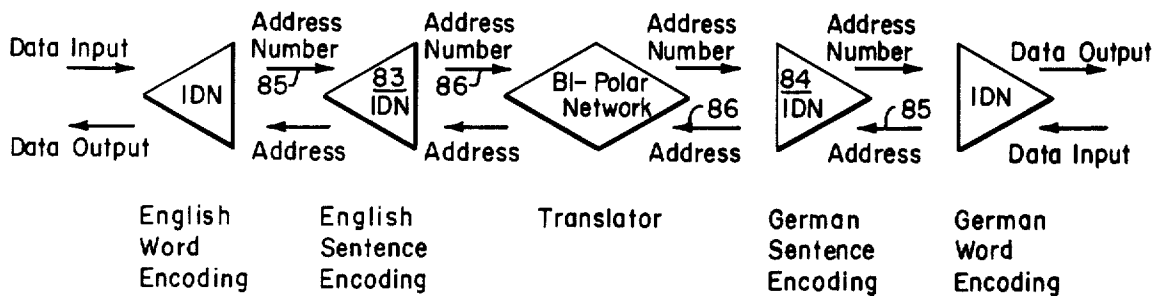 Data Input
Address
Number
Address
Number
Address
Number
Address
Number
Data Output
85
86
IDN
83
IDN
BI-Polar
Network
86
84
IDN
85
IDN
Data Output
Address
Address
Address
Address
Data Input
English
Word
Encoding
English
Sentence
Encoding
Translator
German
Sentence
Encoding
German
Word
Encoding